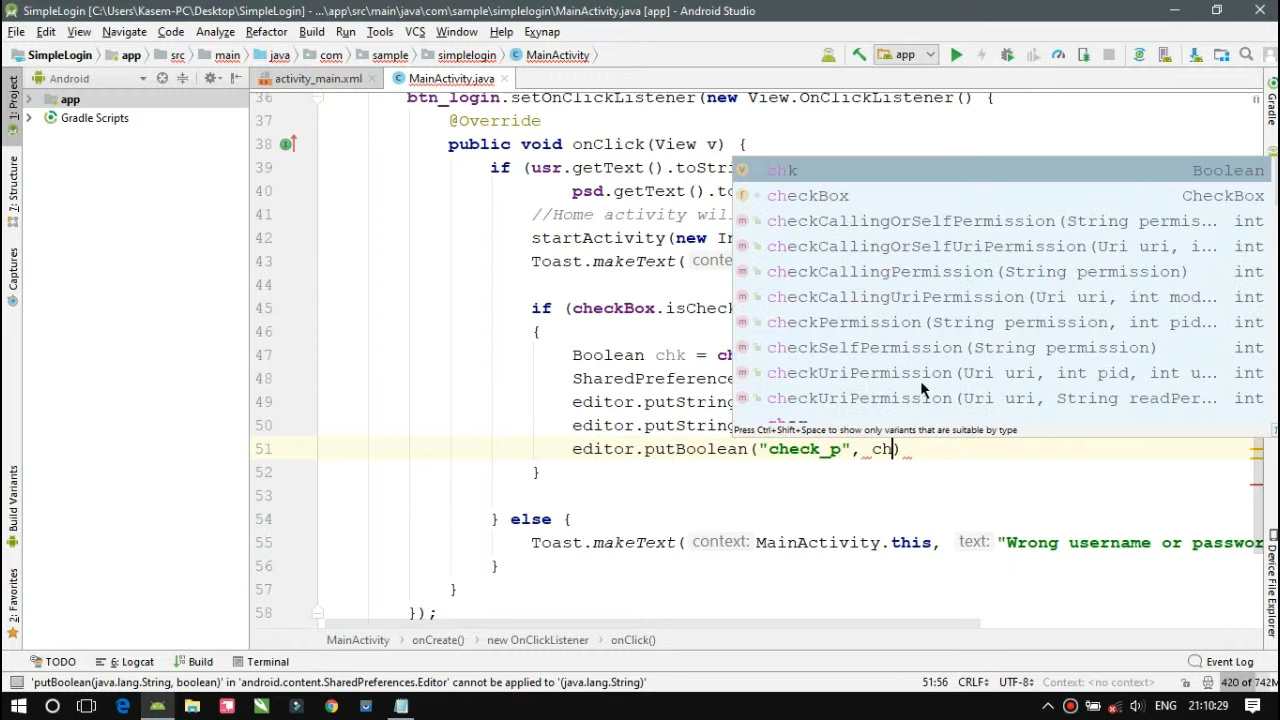 SimpleLogin [C:\Users\Kasem-PC\Desktop\SimpleLogin] - ...\app\src\main\java\com\sample\simplelogin\MainActivity.java [app] - Android Studio
File Edit View Navigate Code Analyze Refactor Build Run Tools VCS Window Help Exynap
SimpleLogin app src main java com sample simplelogin MainActivity app
Android activity_main.xml MainActivity.java
1: Project
7: Structure
Captures
Build Variants
2: Favorites
app
Gradle Scripts
36 btn_login.setOnClickListener(new View.OnClickListener() {
37 @Override
38 public void onClick(View v) {
39 if (usr.getText().toStri
40 psd.getText().to
41 //Home activity wil
42 startActivity(new In
43 Toast.makeText( context:
44
45 if (checkBox.isCheck
46 {
47 Boolean chk = ch
48 SharedPreference
49 editor.putString
50 editor.putString
51 editor.putBoolean("check_p", ch)
52 }
53
54 } else {
55 Toast.makeText( context: MainActivity.this, text: "Wrong username or passwor
56 }
57 }
58 });
chk Boolean
checkBox CheckBox
checkCallingOrSelfPermission(String permis... int
checkCallingOrSelfUriPermission(Uri uri, i... int
checkCallingPermission(String permission) int
checkCallingUriPermission(Uri uri, int mod... int
checkPermission(String permission, int pid... int
checkSelfPermission(String permission) int
checkUriPermission(Uri uri, int pid, int u... int
checkUriPermission(Uri uri, String readPer... int
Press Ctrl+Shift+Space to show only variants that are suitable by type
Gradle
Device File Explorer
MainActivity onCreate() new OnClickListener onClick()
TODO 6: Logcat Build Terminal Event Log
'putBoolean(java.lang.String, boolean)' in 'android.content.SharedPreferences.Editor' cannot be applied to '(java.lang.String)' 51:56 CRLF UTF-8 Context: <no context> 420 of 742M
ENG 21:10:29